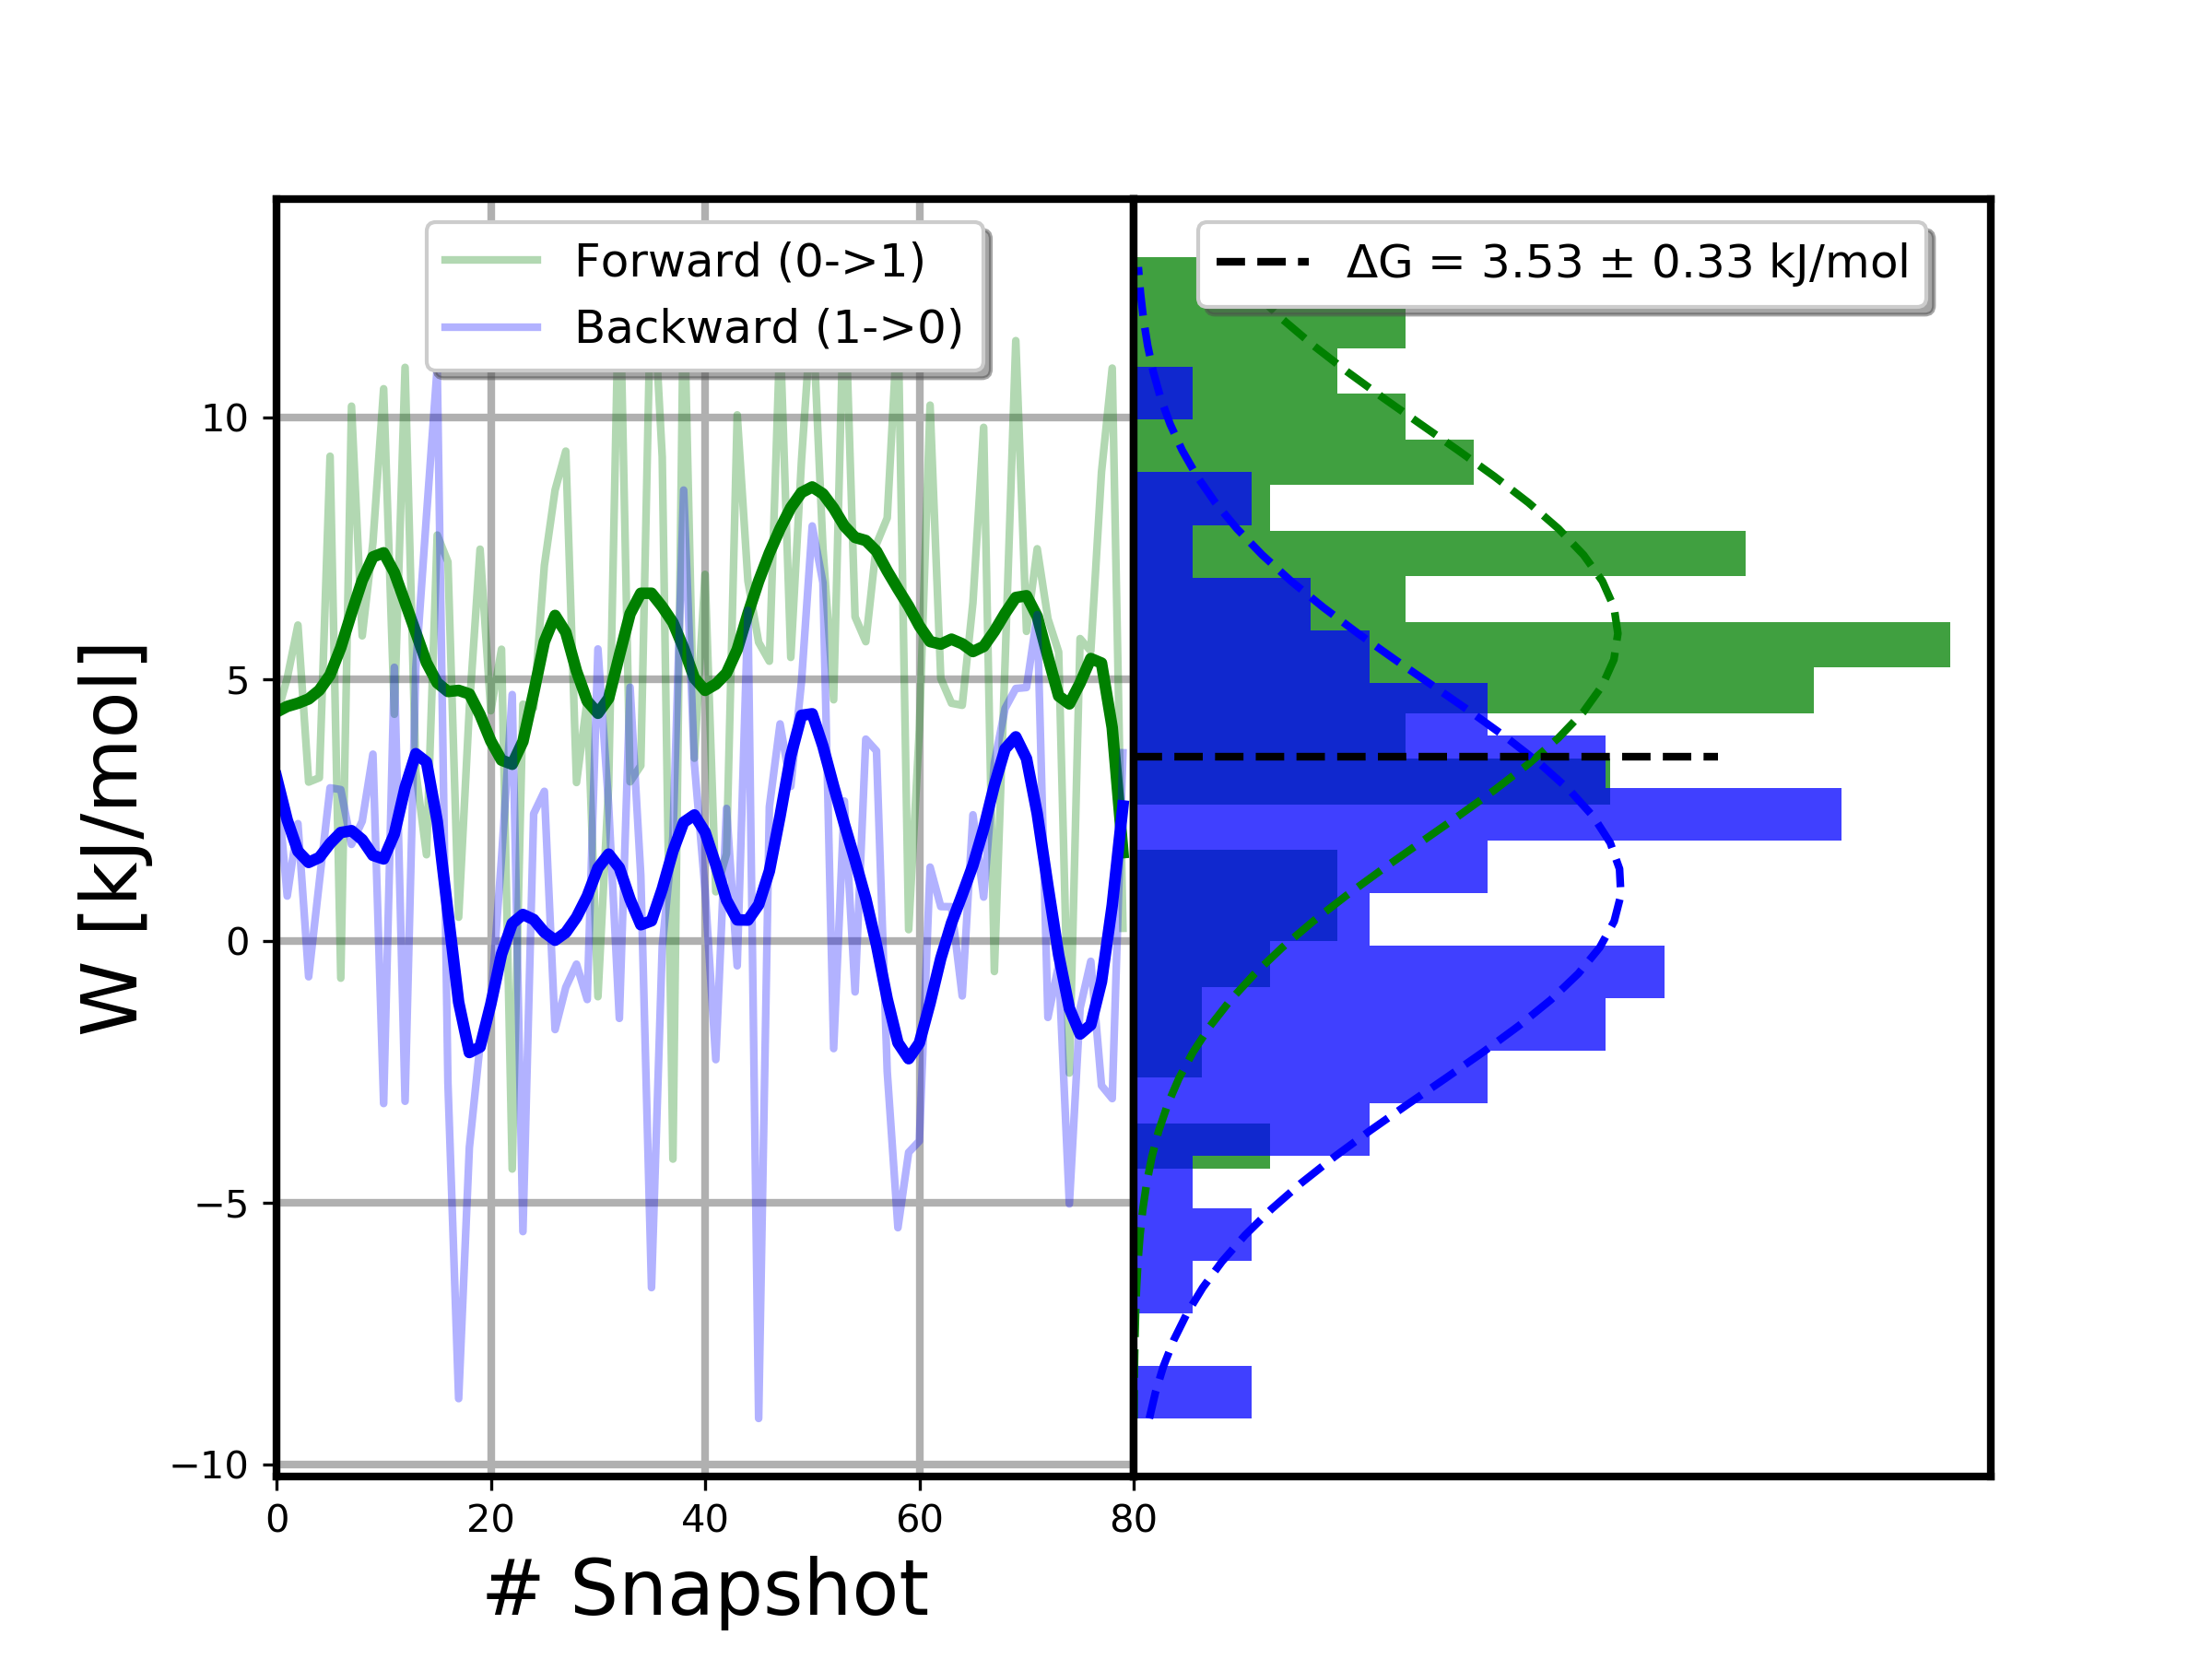 Forward (0->1)
Backward (1->0)
ΔG = 3.53 ± 0.33 kJ/mol
W [kJ/mol]
10
5
0
−5
−10
0 20 40 60 80
# Snapshot